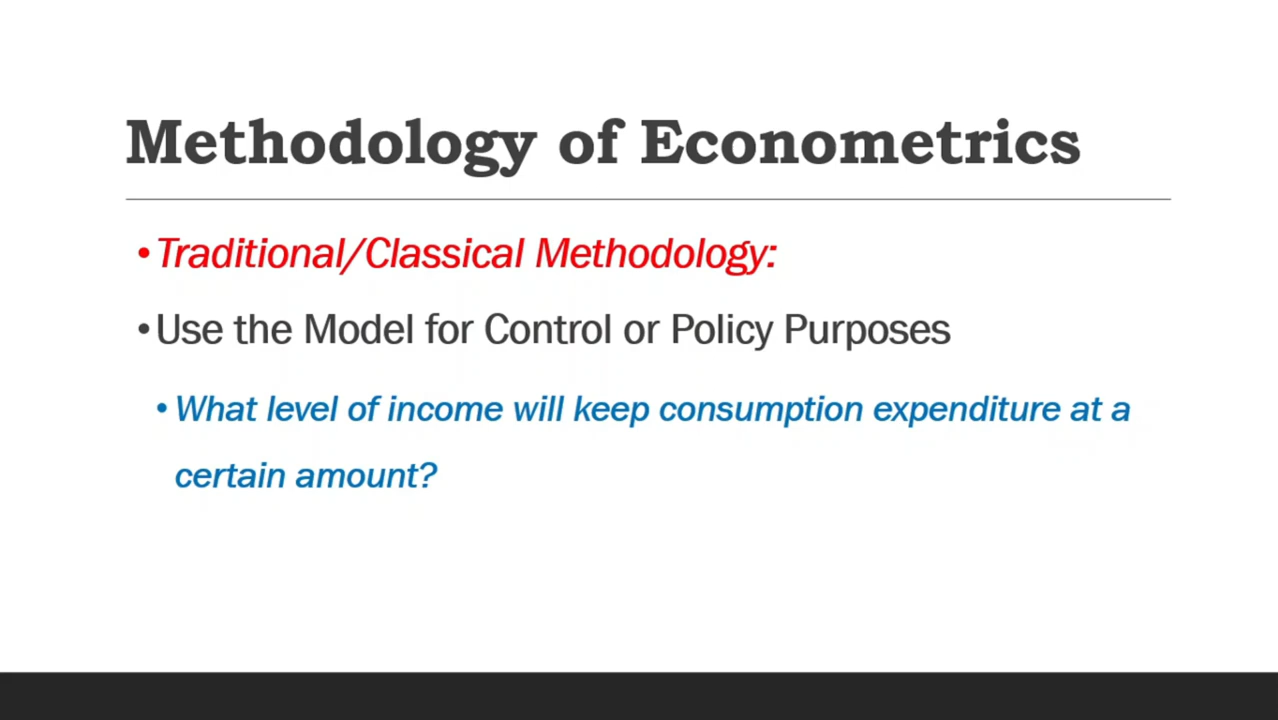 Methodology of Econometrics
•Traditional/Classical Methodology:
•Use the Model for Control or Policy Purposes
•What level of income will keep consumption expenditure at a
certain amount?